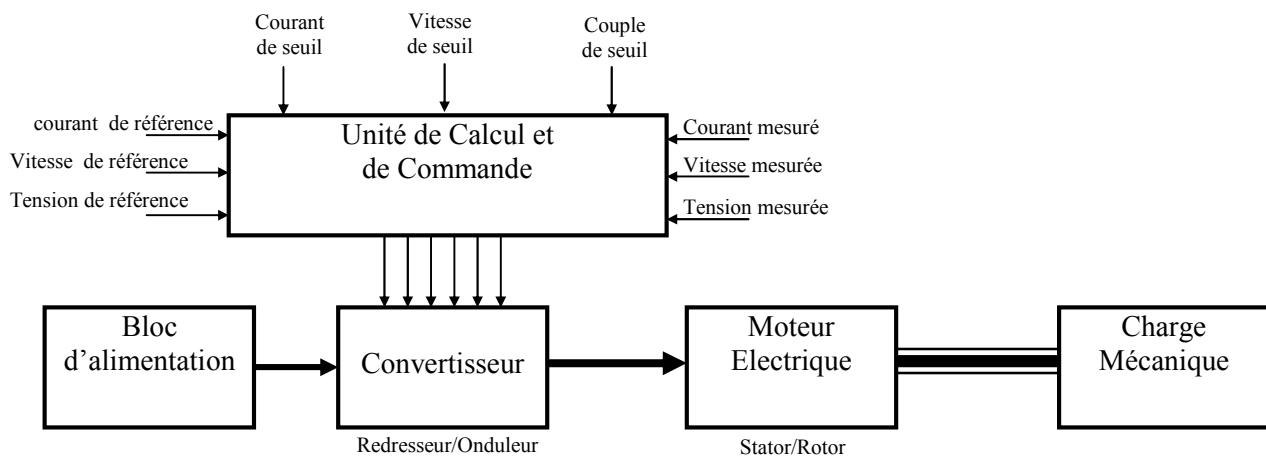 Courant
de seuil
Vitesse
de seuil
Couple
de seuil
courant de référence
Vitesse de référence
Tension de référence
Unité de Calcul et
de Commande
Courant mesuré
Vitesse mesurée
Tension mesurée
Bloc
d’alimentation
Convertisseur
Moteur
Electrique
Charge
Mécanique
Redresseur/Onduleur
Stator/Rotor